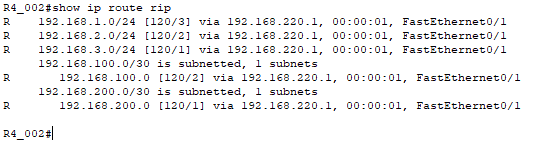 R4_002#show ip route rip
R    192.168.1.0/24 [120/3] via 192.168.220.1, 00:00:01, FastEthernet0/1
R    192.168.2.0/24 [120/2] via 192.168.220.1, 00:00:01, FastEthernet0/1
R    192.168.3.0/24 [120/1] via 192.168.220.1, 00:00:01, FastEthernet0/1
     192.168.100.0/30 is subnetted, 1 subnets
R       192.168.100.0 [120/2] via 192.168.220.1, 00:00:01, FastEthernet0/1
     192.168.200.0/30 is subnetted, 1 subnets
R       192.168.200.0 [120/1] via 192.168.220.1, 00:00:01, FastEthernet0/1
R4_002#